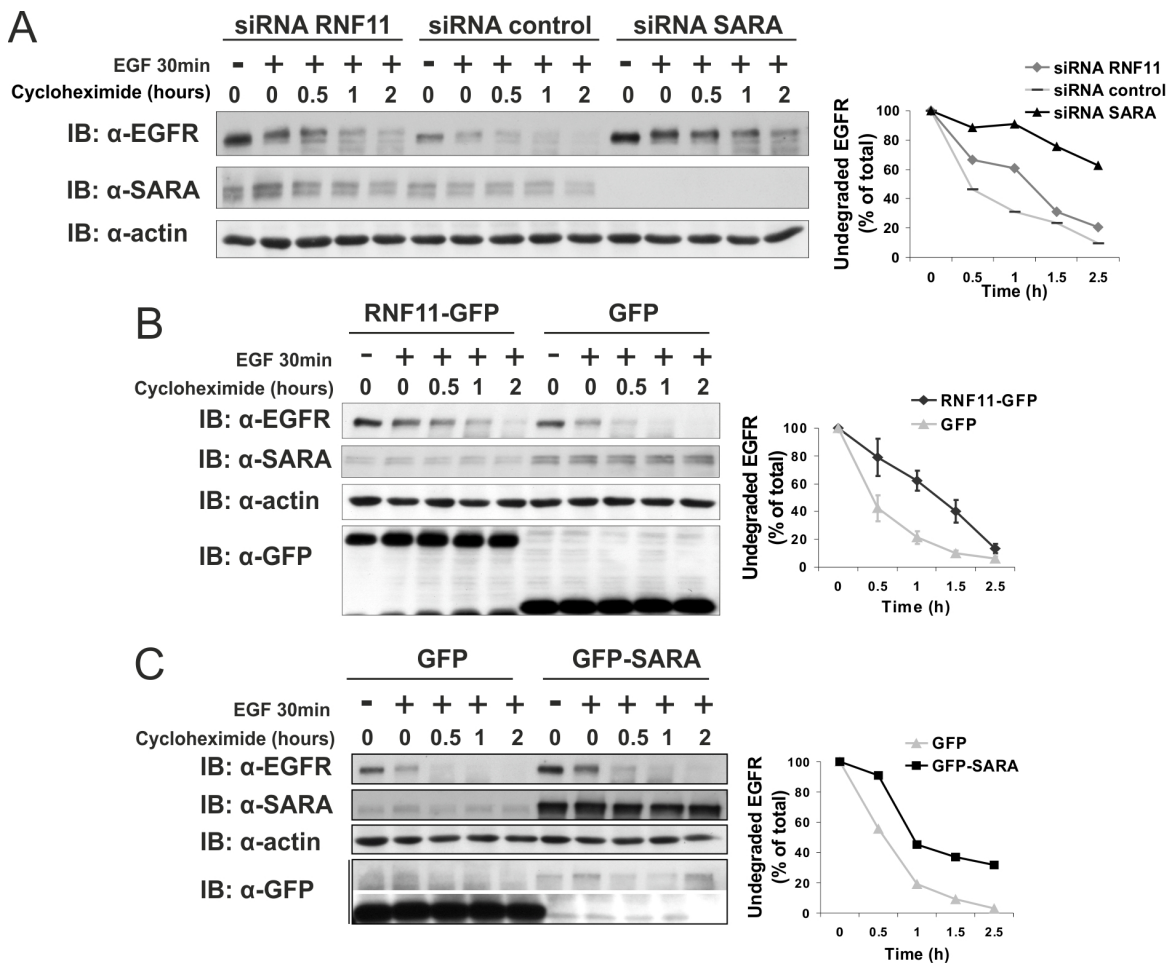 A
siRNA RNF11 siRNA control siRNA SARA
EGF 30min - + + + + - + + + + - + + + +
Cycloheximide (hours) 0 0 0.5 1 2 0 0 0.5 1 2 0 0 0.5 1 2
IB: α-EGFR
IB: α-SARA
IB: α-actin
siRNA RNF11
siRNA control
siRNA SARA
Undegraded EGFR
(% of total)
100
80
60
40
20
0
0 0.5 1 1.5 2.5
Time (h)
B
RNF11-GFP GFP
EGF 30min - + + + + - + + + +
Cycloheximide (hours) 0 0 0.5 1 2 0 0 0.5 1 2
IB: α-EGFR
IB: α-SARA
IB: α-actin
IB: α-GFP
RNF11-GFP
GFP
Undegraded EGFR
(% of total)
100
80
60
40
20
0
0 0.5 1 1.5 2.5
Time (h)
C
GFP GFP-SARA
EGF 30min - + + + + - + + + +
Cycloheximide (hours) 0 0 0.5 1 2 0 0 0.5 1 2
IB: α-EGFR
IB: α-SARA
IB: α-actin
IB: α-GFP
GFP
GFP-SARA
Undegraded EGFR
(% of total)
100
80
60
40
20
0
0 0.5 1 1.5 2.5
Time (h)